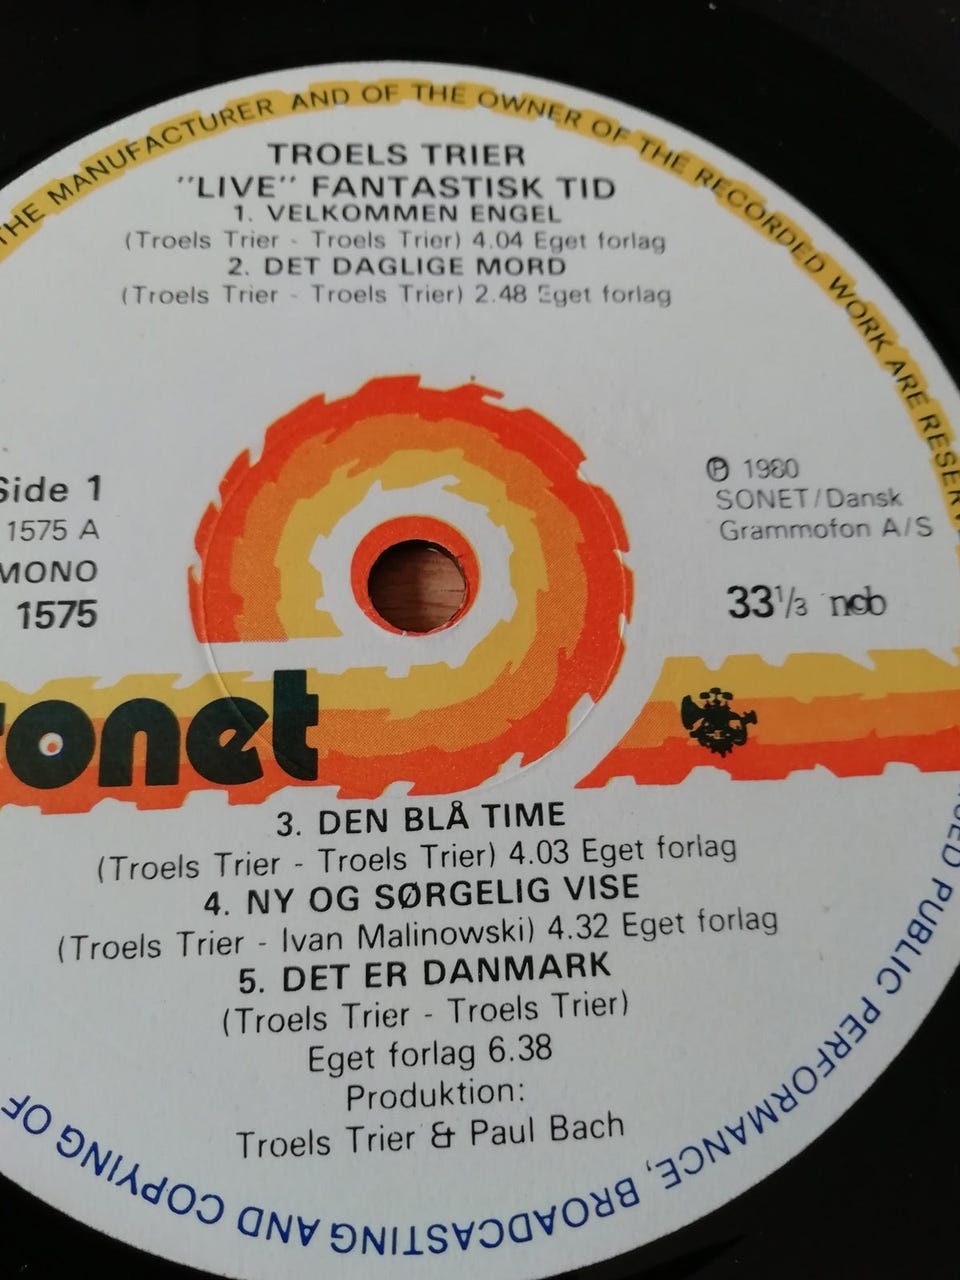 THE MANUFACTURER AND OF THE OWNER OF THE RECORDED WORK ARE
TROELS TRIER
"LIVE" FANTASTISK TID
1. VELKOMMEN ENGEL
(Troels Trier - Troels Trier) 4.04 Eget forlag
2. DET DAGLIGE MORD
(Troels Trier - Troels Trier) 2.48 Eget forlag
Side 1
1575 A
MONO
1575
℗ 1980
SONET/Dansk
Grammofon A/S
33⅓ ncb
sonet
3. DEN BLÅ TIME
(Troels Trier - Troels Trier) 4.03 Eget forlag
4. NY OG SØRGELIG VISE
(Troels Trier - Ivan Malinowski) 4.32 Eget forlag
5. DET ER DANMARK
(Troels Trier - Troels Trier)
Eget forlag 6.38
Produktion:
Troels Trier & Paul Bach
PUBLIC PERFORMANCE, BROADCASTING AND COPYING OF